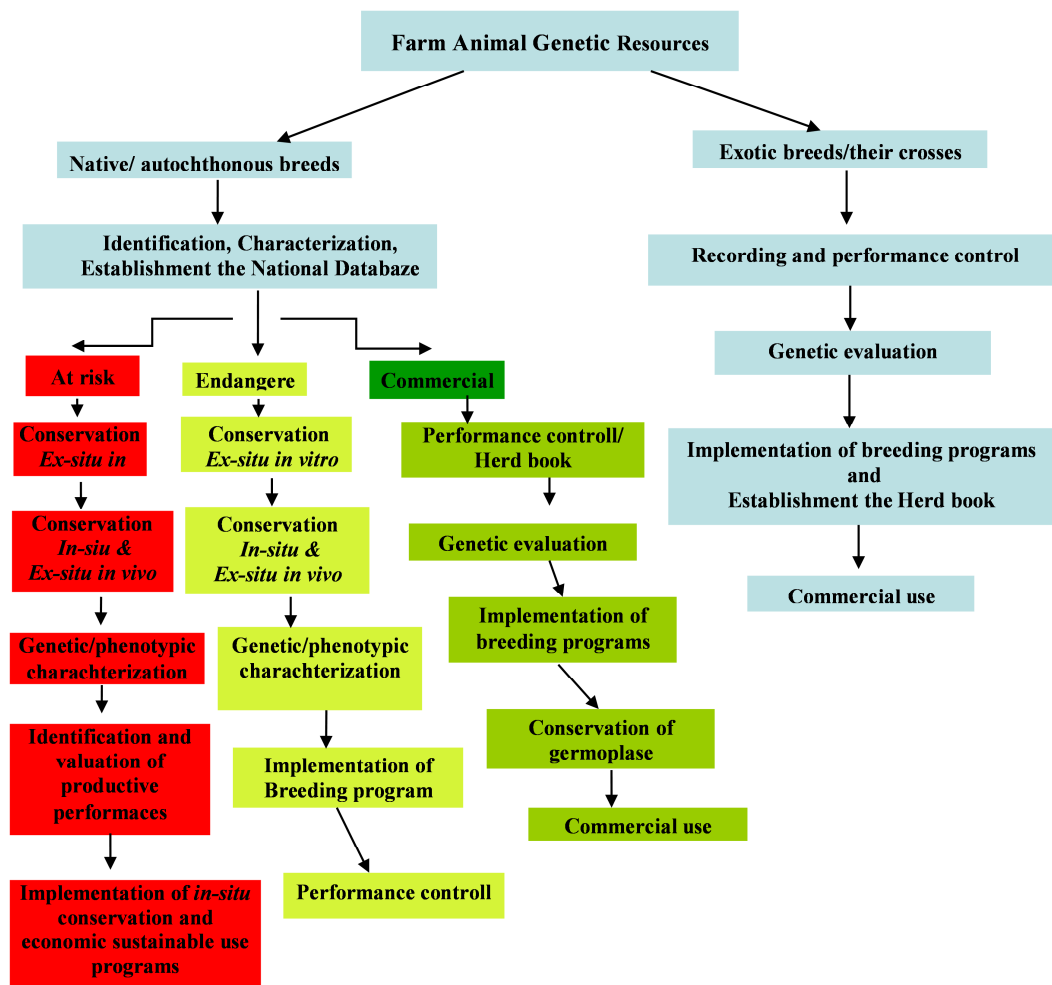 Farm Animal Genetic Resources
Native/ autochthonous breeds
Exotic breeds/their crosses
Identification, Characterization,
Establishment the National Databaze
Recording and performance control
Genetic evaluation
Implementation of breeding programs
and
Establishment the Herd book
Commercial use
At risk
Conservation
Ex-situ in
Conservation
In-siu &
Ex-situ in vivo
Genetic/phenotypic
charachterization
Identification and
valuation of
productive
performaces
Implementation of in-situ
conservation and
economic sustainable use
programs
Endangere
Conservation
Ex-situ in vitro
Conservation
In-situ &
Ex-situ in vivo
Genetic/phenotypic
charachterization
Implementation of
Breeding program
Performance controll
Commercial
Performance controll/
Herd book
Genetic evaluation
Implementation of
breeding programs
Conservation of
germoplase
Commercial use